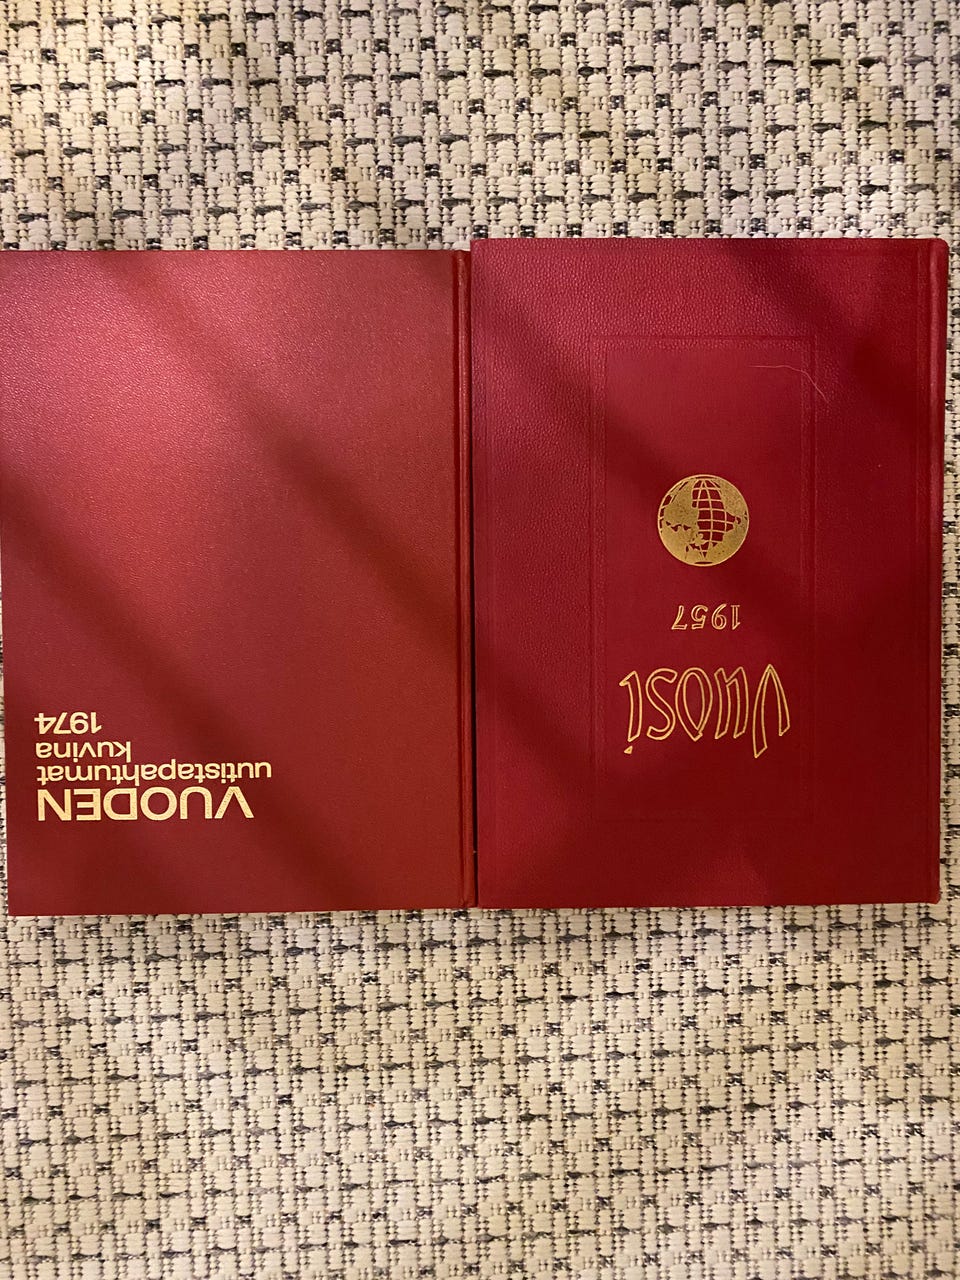 VUODEN
uutistapahtumat
kuvina
1974
Vuosi
1957